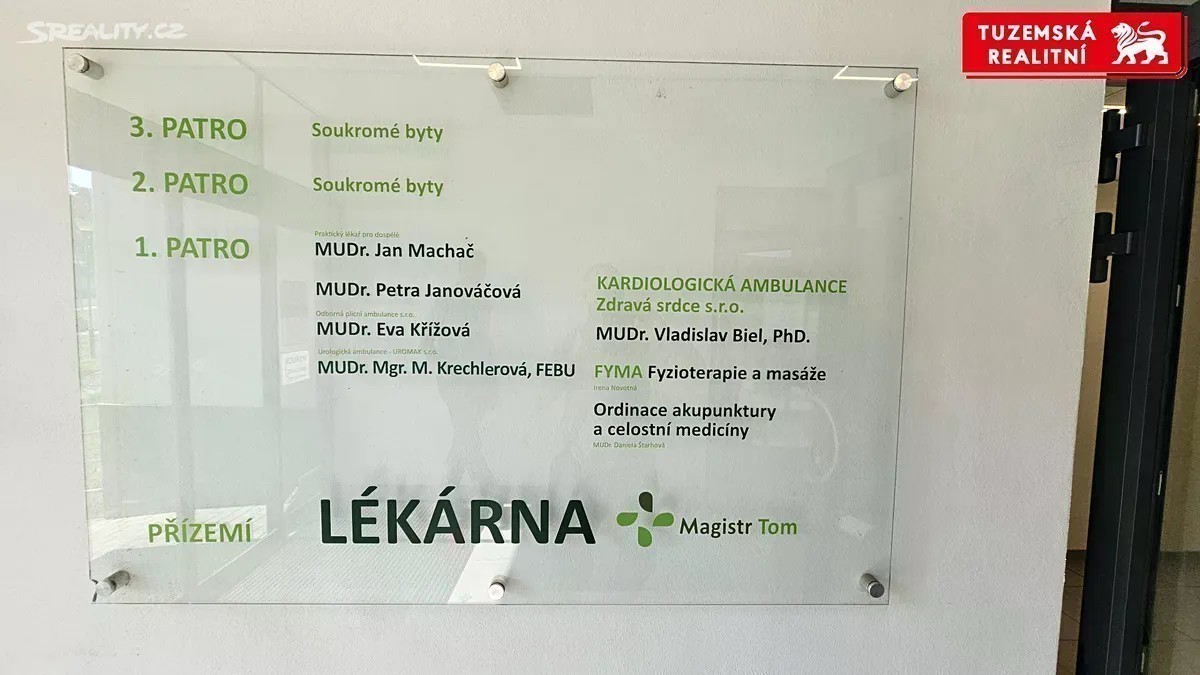 SREALITY.CZ
TUZEMSKÁ
REALITNÍ
3. PATRO Soukromé byty
2. PATRO Soukromé byty
Praktický lékař pro dospělé
1. PATRO MUDr. Jan Machač
MUDr. Petra Janováčová
Odborná plicní ambulance s.r.o.
MUDr. Eva Křížová
Urologická ambulance - UROMAX s.r.o.
MUDr. Mgr. M. Krechlerová, FEBU
KARDIOLOGICKÁ AMBULANCE
Zdravá srdce s.r.o.
MUDr. Vladislav Biel, PhD.
FYMA Fyzioterapie a masáže
Irena Novotná
Ordinace akupunktury
a celostní medicíny
MUDr. Daniela Štarhová
PŘÍZEMÍ LÉKÁRNA Magistr Tom